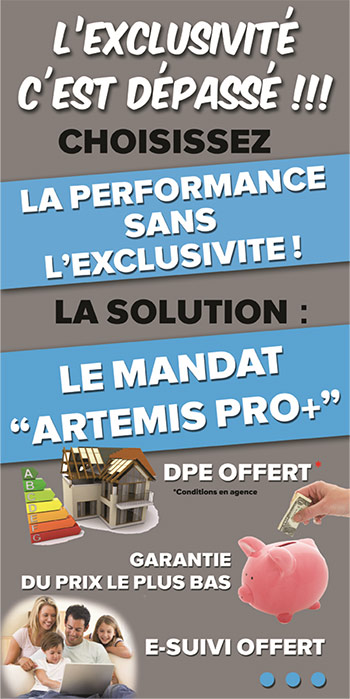 L'EXCLUSIVITÉ
C'EST DÉPASSÉ !!!
CHOISISSEZ
LA PERFORMANCE
SANS
L'EXCLUSIVITE !
LA SOLUTION :
LE MANDAT
“ARTEMIS PRO+”
A
B
C
D
E
F
G
DPE OFFERT*
*Conditions en agence
GARANTIE
DU PRIX LE PLUS BAS
E-SUIVI OFFERT